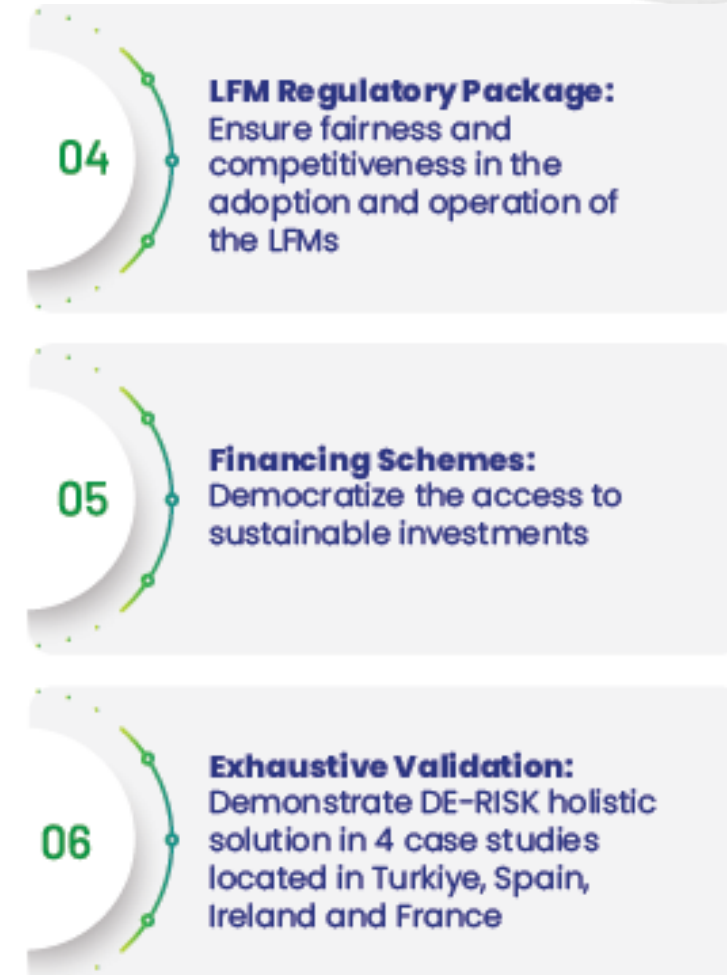 04
LFM Regulatory Package:
Ensure fairness and
competitiveness in the
adoption and operation of
the LFMs
05
Financing Schemes:
Democratize the access to
sustainable investments
06
Exhaustive Validation:
Demonstrate DE-RISK holistic
solution in 4 case studies
located in Turkiye, Spain,
Ireland and France